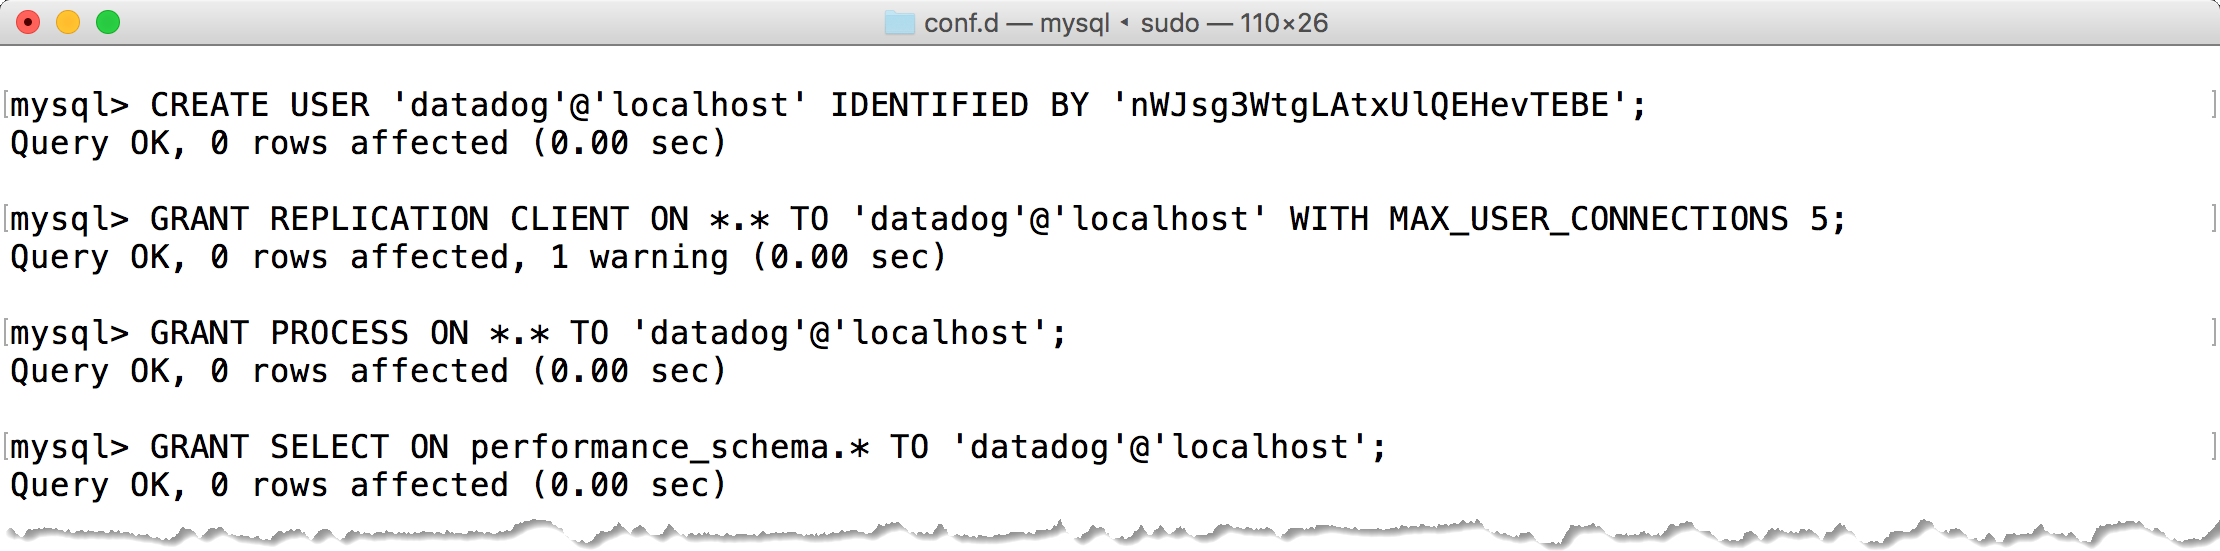 conf.d — mysql ◂ sudo — 110×26
mysql> CREATE USER 'datadog'@'localhost' IDENTIFIED BY 'nWJsg3WtgLAtxUlQEHevTEBE';
Query OK, 0 rows affected (0.00 sec)
mysql> GRANT REPLICATION CLIENT ON *.* TO 'datadog'@'localhost' WITH MAX_USER_CONNECTIONS 5;
Query OK, 0 rows affected, 1 warning (0.00 sec)
mysql> GRANT PROCESS ON *.* TO 'datadog'@'localhost';
Query OK, 0 rows affected (0.00 sec)
mysql> GRANT SELECT ON performance_schema.* TO 'datadog'@'localhost';
Query OK, 0 rows affected (0.00 sec)